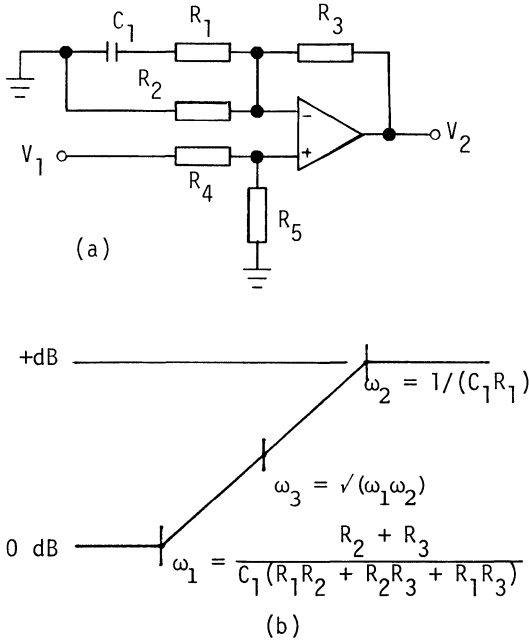 C₁ R₁ R₃
R₂
V₁ R₄ V₂
- +
R₅
(a)
+dB
ω₂ = 1/(C₁R₁)
ω₃ = √(ω₁ω₂)
0 dB
ω₁ = (R₂ + R₃)/(C₁(R₁R₂ + R₂R₃ + R₁R₃))
(b)